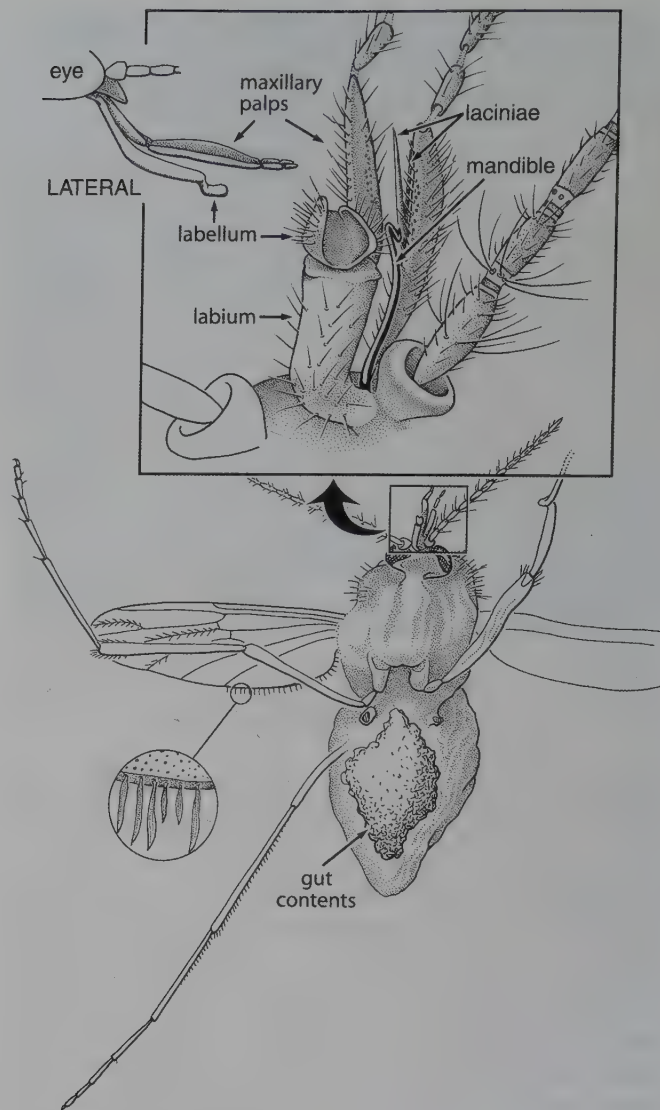 eye
maxillary
palps
laciniae
mandible
LATERAL
labellum
labium
gut
contents